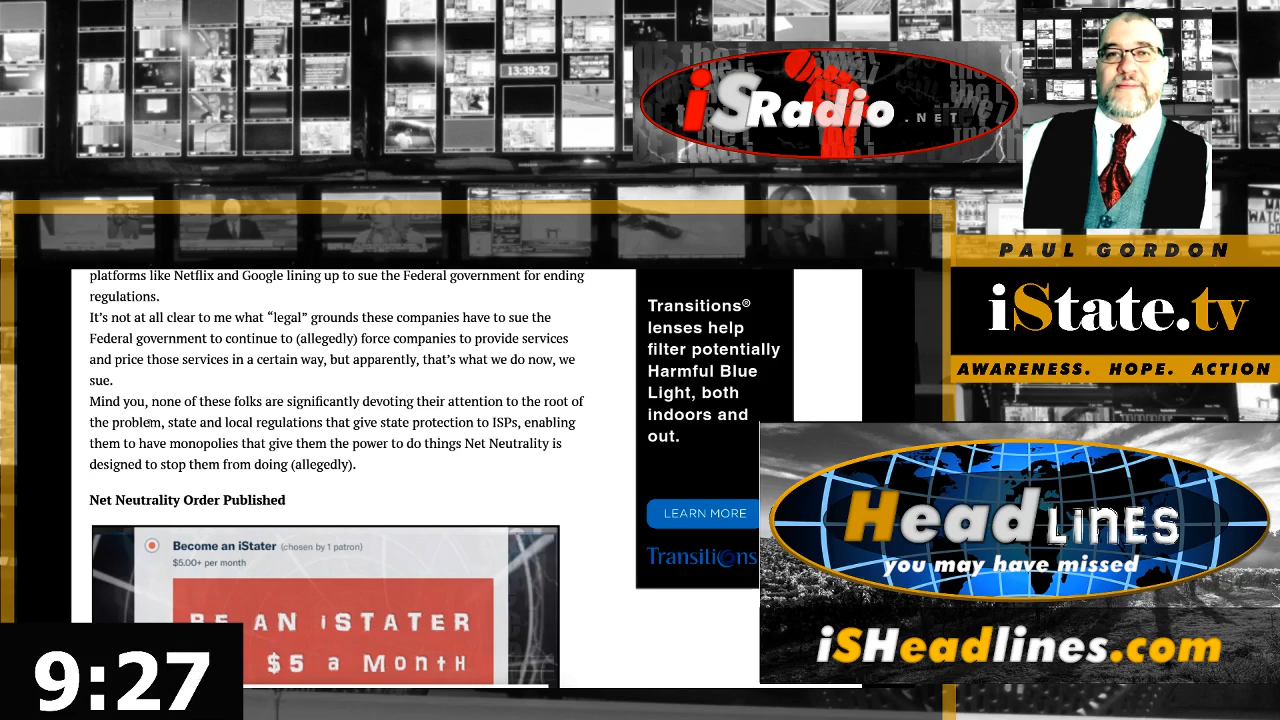 13:39:32
iSRadio.NET
PAUL GORDON
iState.tv
AWARENESS. HOPE. ACTION
platforms like Netflix and Google lining up to sue the Federal government for ending
regulations.
It's not at all clear to me what “legal” grounds these companies have to sue the
Federal government to continue to (allegedly) force companies to provide services
and price those services in a certain way, but apparently, that's what we do now, we
sue.
Mind you, none of these folks are significantly devoting their attention to the root of
the problem, state and local regulations that give state protection to ISPs, enabling
them to have monopolies that give them the power to do things Net Neutrality is
designed to stop them from doing (allegedly).
Net Neutrality Order Published
Become an iStater (chosen by 1 patron)
$5.00+ per month
BE AN iSTATER
$5 a Month
Transitions®
lenses help
filter potentially
Harmful Blue
Light, both
indoors and
out.
LEARN MORE
Transitions
HeadLINES
you may have missed
iSHeadlines.com
9:27